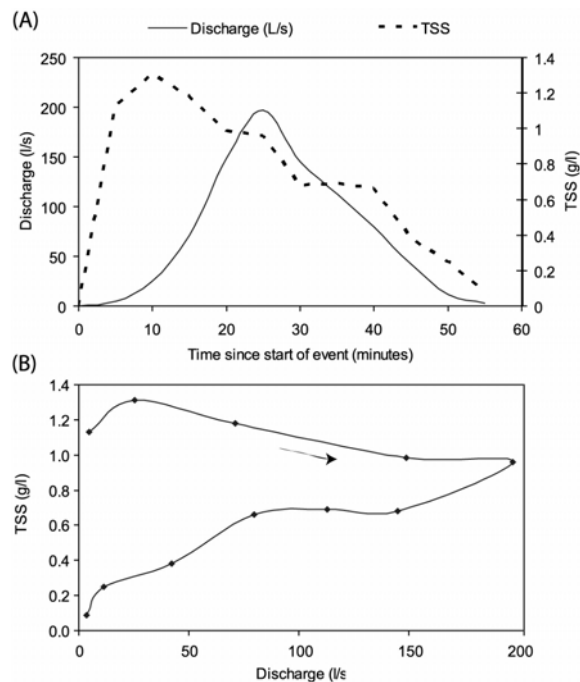 (A)
Discharge (L/s) TSS
250
200
150
100
50
0
Discharge (l/s)
1.4
1.2
1
0.8
0.6
0.4
0.2
0
TSS (g/l)
0 10 20 30 40 50 60
Time since start of event (minutes)
(B)
1.4
1.2
1.0
0.8
0.6
0.4
0.2
0.0
TSS (g/l)
0 50 100 150 200
Discharge (l/s